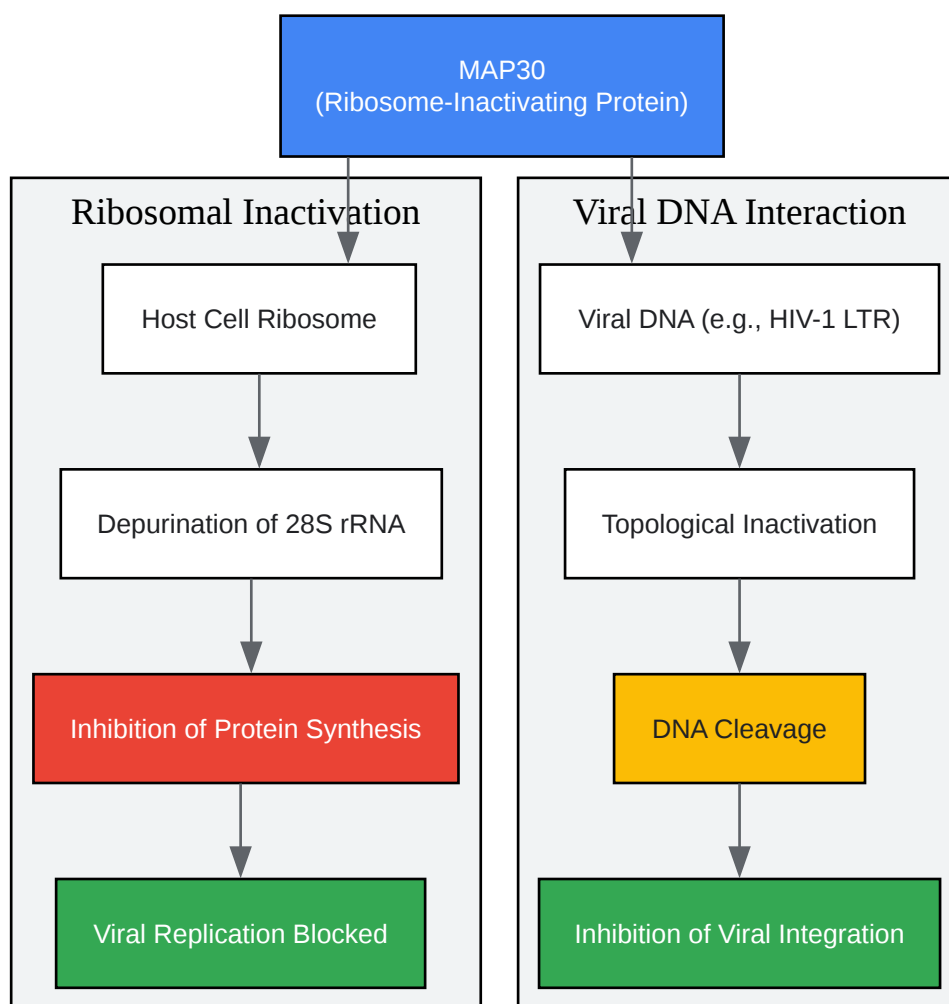 MAP30
(Ribosome-Inactivating Protein)
Ribosomal Inactivation
Host Cell Ribosome
Depurination of 28S rRNA
Inhibition of Protein Synthesis
Viral Replication Blocked
Viral DNA Interaction
Viral DNA (e.g., HIV-1 LTR)
Topological Inactivation
DNA Cleavage
Inhibition of Viral Integration